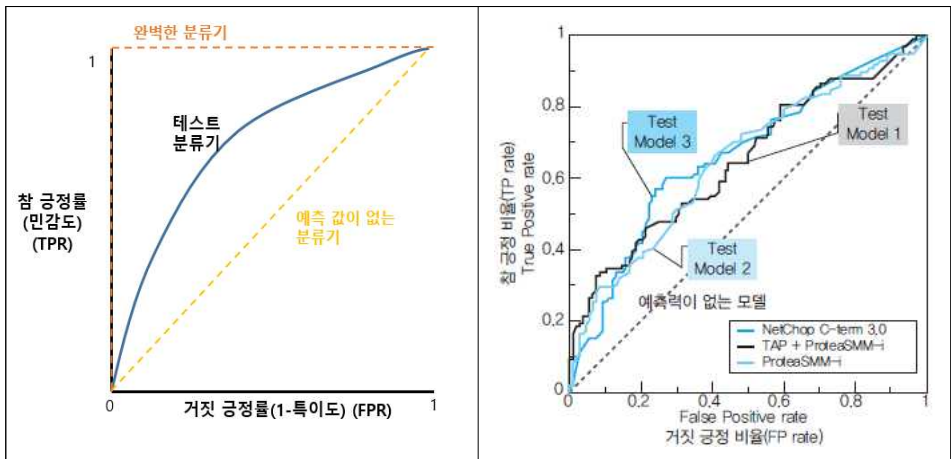 완벽한 분류기
1
테스트
분류기
참 긍정률
(민감도)
(TPR)
예측 값이 없는
분류기
0
거짓 긍정률(1-특이도) (FPR)
1
참 긍정 비율(TP rate)
True Positive rate
1
0.8
0.6
0.4
0.2
0
Test
Model 3
Test
Model 1
Test
Model 2
예측력이 없는 모델
NetChop C-term 3.0
TAP + ProteaSMM-i
ProteaSMM-i
0
0.2
0.4
0.6
0.8
1
False Positive rate
거짓 긍정 비율(FP rate)